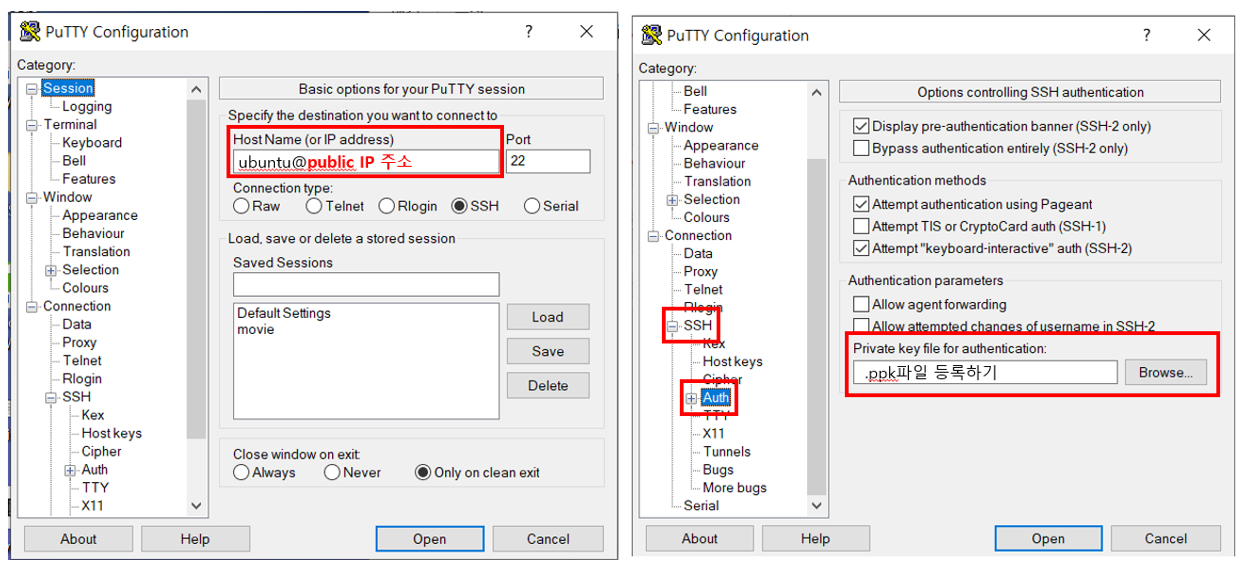 PuTTY Configuration
?
Category:
Session
Logging
Terminal
Keyboard
Bell
Features
Window
Appearance
Behaviour
Translation
Selection
Colours
Connection
Data
Proxy
Telnet
Rlogin
SSH
Kex
Host keys
Cipher
Auth
TTY
X11
Basic options for your PuTTY session
Specify the destination you want to connect to
Host Name (or IP address) Port
ubuntu@public IP 주소 22
Connection type:
Raw Telnet Rlogin SSH Serial
Load, save or delete a stored session
Saved Sessions
Default Settings
movie
Load
Save
Delete
Close window on exit:
Always Never Only on clean exit
About Help Open Cancel
PuTTY Configuration
?
Category:
Bell
Features
Window
Appearance
Behaviour
Translation
Selection
Colours
Connection
Data
Proxy
Telnet
Rlogin
SSH
Kex
Host keys
Cipher
Auth
TTY
X11
Tunnels
Bugs
More bugs
Serial
Options controlling SSH authentication
Display pre-authentication banner (SSH-2 only)
Bypass authentication entirely (SSH-2 only)
Authentication methods
Attempt authentication using Pageant
Attempt TIS or CryptoCard auth (SSH-1)
Attempt "keyboard-interactive" auth (SSH-2)
Authentication parameters
Allow agent forwarding
Allow attempted changes of username in SSH-2
Private key file for authentication:
.ppk파일 등록하기 Browse...
About Help Open Cancel